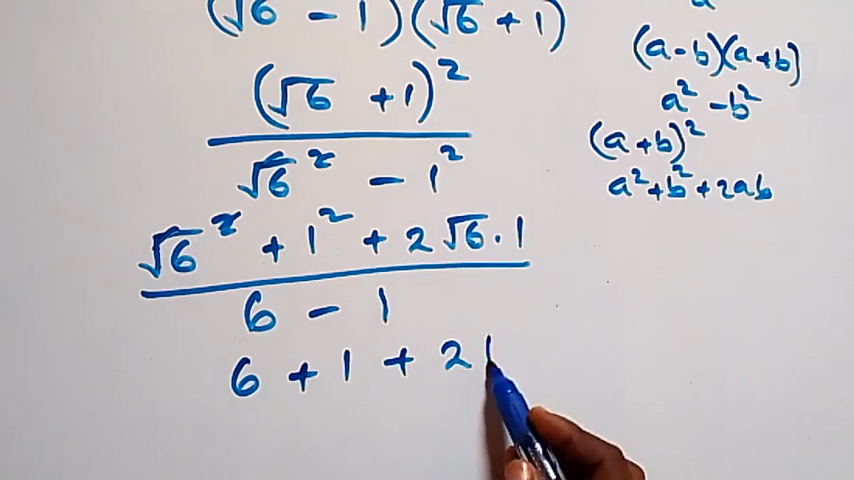 (√6 - 1)(√6 + 1)
(√6 + 1)²
√6² - 1²
√6² + 1² + 2√6 · 1
6 - 1
6 + 1 + 2
a
(a-b)(a+b)
a² - b²
(a+b)²
a² + b² + 2ab